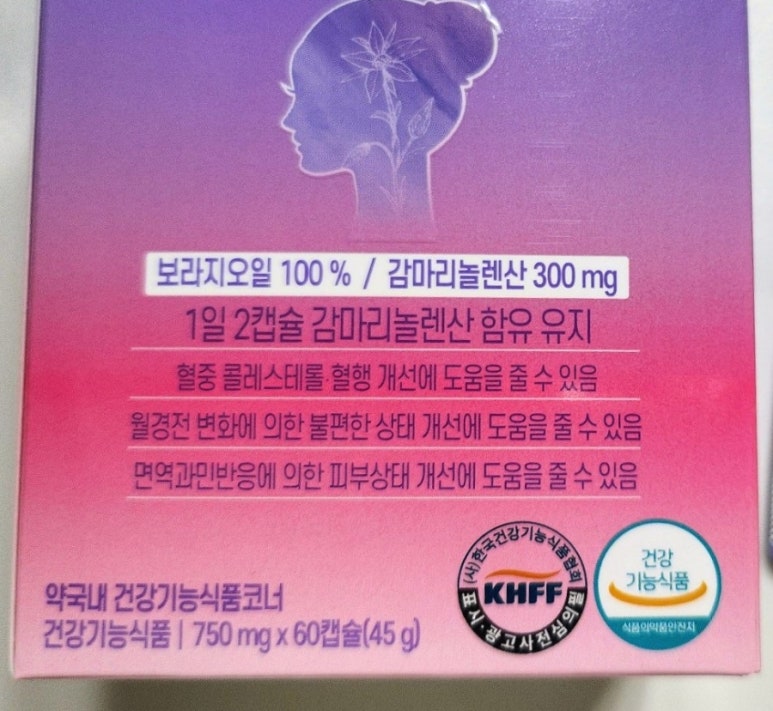 보라지오일 100 % / 감마리놀렌산 300 mg
1일 2캡슐 감마리놀렌산 함유 유지
혈중 콜레스테롤·혈행 개선에 도움을 줄 수 있음
월경전 변화에 의한 불편한 상태 개선에 도움을 줄 수 있음
면역과민반응에 의한 피부상태 개선에 도움을 줄 수 있음
(사)한국건강기능식품협회
KHFF
표시·광고사전심의필
건강
기능식품
식품의약품안전처
약국내 건강기능식품코너
건강기능식품 | 750 mg x 60캡슐(45 g)